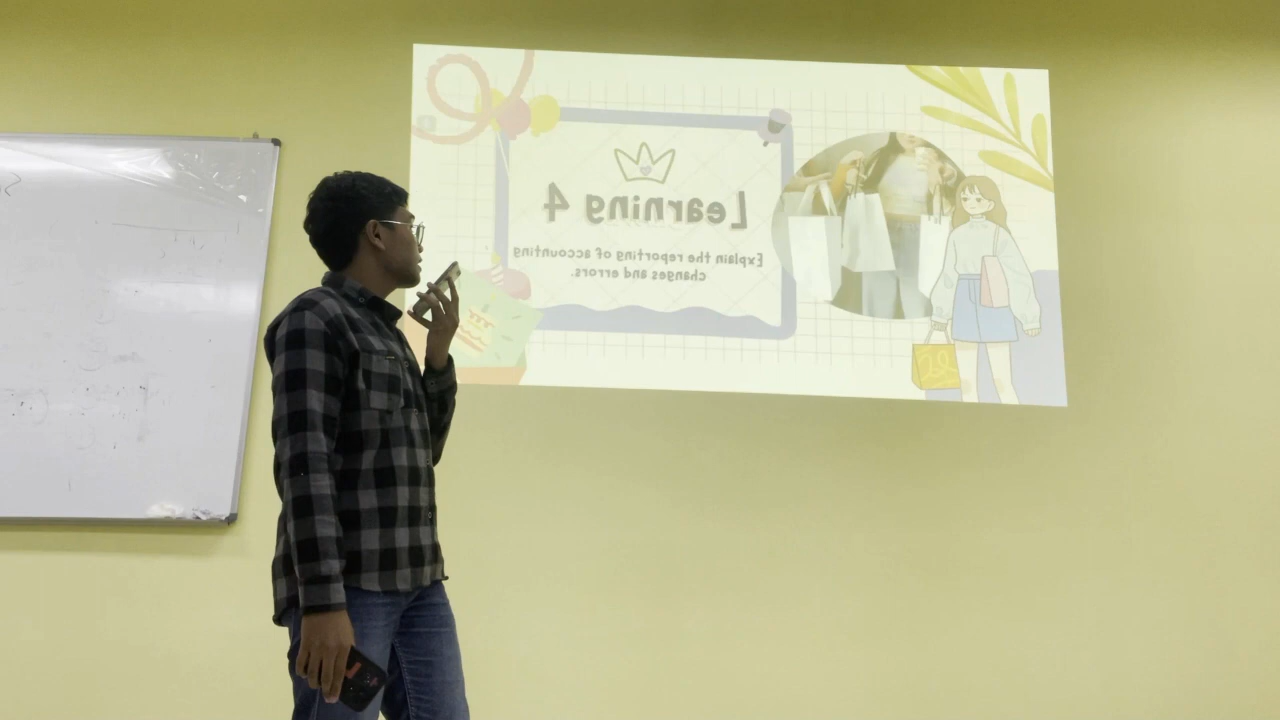 Learning 4
Explain the reporting of accounting
changes and errors.